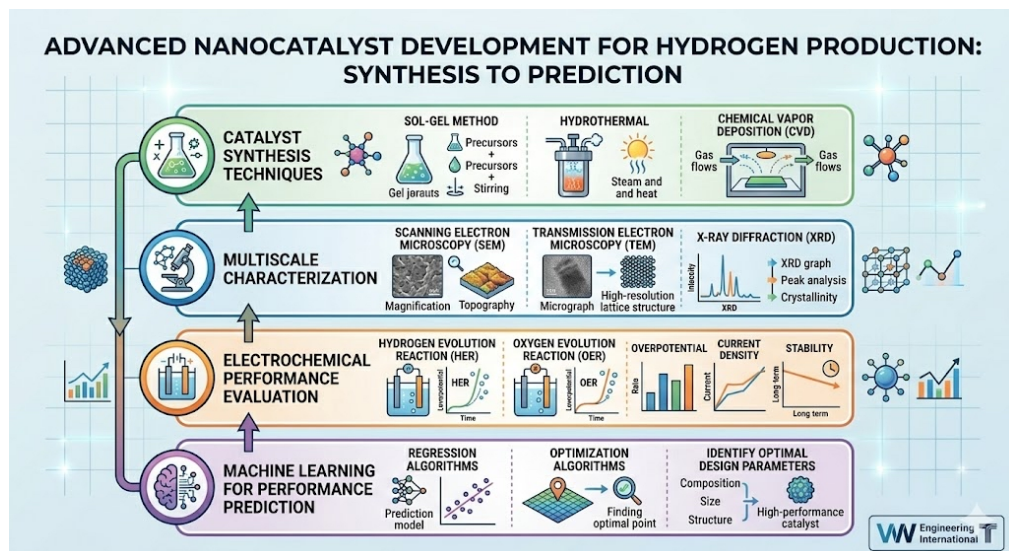 ADVANCED NANOCATALYST DEVELOPMENT FOR HYDROGEN PRODUCTION:
SYNTHESIS TO PREDICTION
CATALYST
SYNTHESIS
TECHNIQUES
SOL-GEL METHOD
Precursors
+
Precursors
+
Stirring
Gel
HYDROTHERMAL
Steam and
and heat
CHEMICAL VAPOR
DEPOSITION (CVD)
Gas
flows
Gas
flows
MULTISCALE
CHARACTERIZATION
SCANNING ELECTRON
MICROSCOPY (SEM)
Magnification
Topography
TRANSMISSION ELECTRON
MICROSCOPY (TEM)
Micrograph
High-resolution
lattice structure
X-RAY DIFFRACTION (XRD)
XRD
XRD graph
Peak analysis
Crystallinity
ELECTROCHEMICAL
PERFORMANCE
EVALUATION
HYDROGEN EVOLUTION
REACTION (HER)
HER
Time
OXYGEN EVOLUTION
REACTION (OER)
OER
Time
OVERPOTENTIAL
CURRENT
DENSITY
Current
STABILITY
Long term
Long term
MACHINE LEARNING
FOR PERFORMANCE
PREDICTION
REGRESSION
ALGORITHMS
Prediction
model
OPTIMIZATION
ALGORITHMS
Finding
optimal point
IDENTIFY OPTIMAL
DESIGN PARAMETERS
Composition
Size
Structure
High-performance
catalyst
Engineering
International